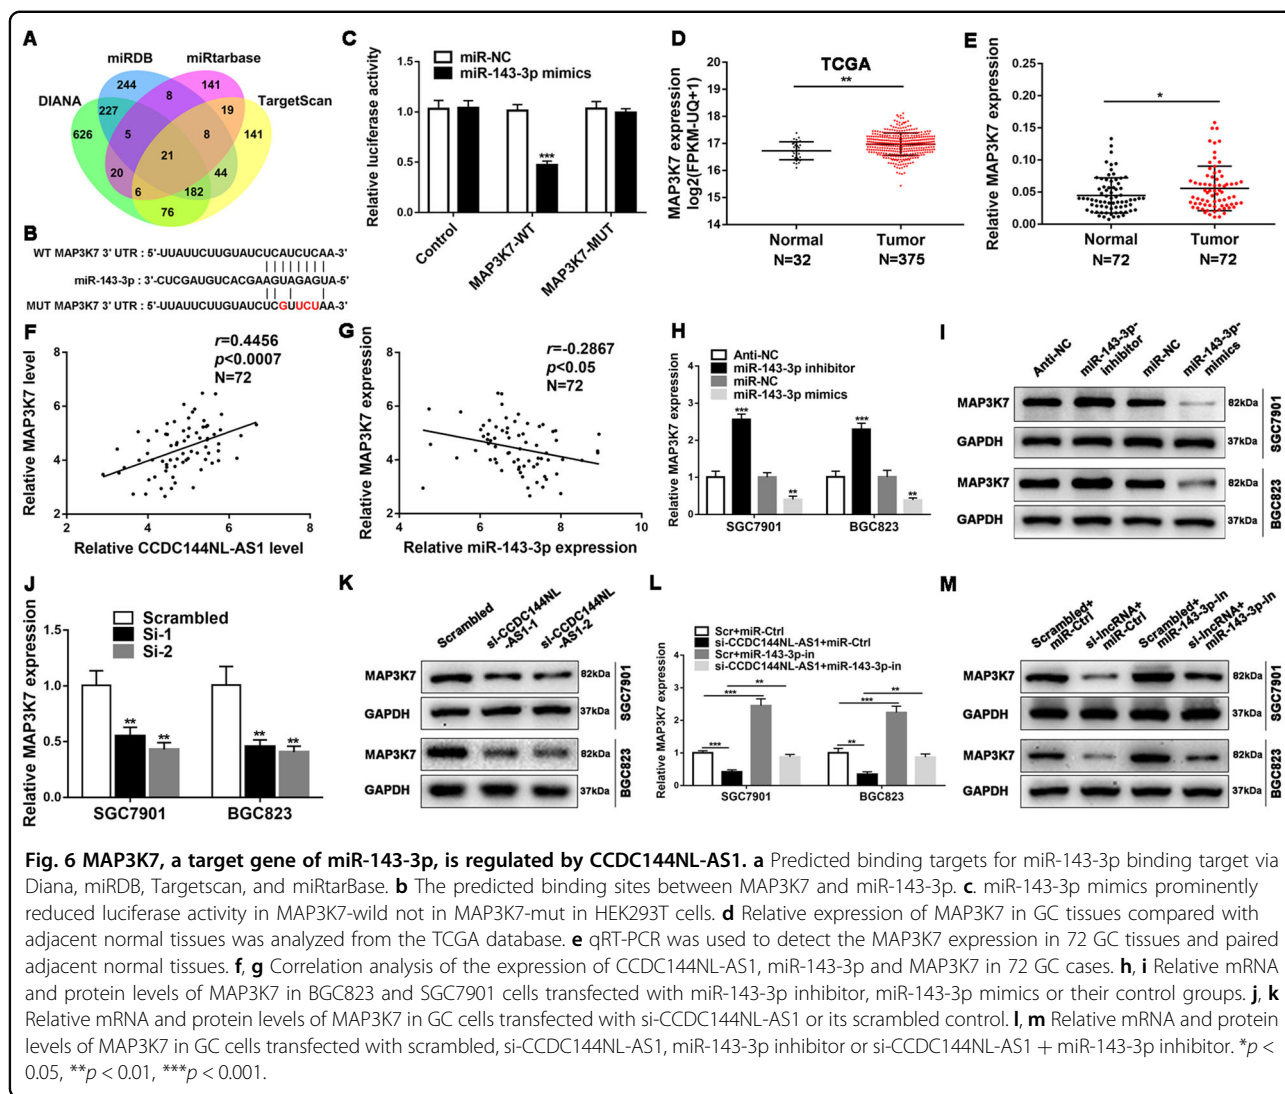 A
miRDB
miRtarbase
DIANA
TargetScan
244
141
8
227
19
626
5
8
141
21
20
44
6
182
76
B
WT MAP3K7 3' UTR : 5'-UUAUUCUUGUAUCUCAUCUCAA-3'
miR-143-3p : 3'-CUCGAUGUCACGAAGUAGAGUA-5'
MUT MAP3K7 3' UTR : 5'-UUAUUCUUGUAUCUCGUUCUAA-3'
C
miR-NC
miR-143-3p mimics
Relative luciferase activity
1.5
1.0
0.5
0.0
***
Control
MAP3K7-WT
MAP3K7-MUT
D
TCGA
**
MAP3K7 expression
log2(FPKM-UQ+1)
20
19
18
17
16
15
14
Normal
N=32
Tumor
N=375
E
*
Relative MAP3K7 expression
0.20
0.15
0.10
0.05
0.00
Normal
N=72
Tumor
N=72
F
r=0.4456
p<0.0007
N=72
Relative MAP3K7 level
8
6
4
2
2 4 6 8
Relative CCDC144NL-AS1 level
G
r=-0.2867
p<0.05
N=72
Relative MAP3K7 expression
8
6
4
2
4 6 8 10
Relative miR-143-3p expression
H
Anti-NC
miR-143-3p inhibitor
miR-NC
miR-143-3p mimics
Relative MAP3K7 expression
4
3
2
1
0
***
**
***
**
SGC7901 BGC823
I
Anti-NC
miR-143-3p-
inhibitor
miR-NC
miR-143-3p-
mimics
MAP3K7 82kDa
GAPDH 37kDa
SGC7901
MAP3K7 82kDa
GAPDH 37kDa
BGC823
J
Scrambled
Si-1
Si-2
Relative MAP3K7 expression
1.5
1.0
0.5
0.0
**
**
**
**
SGC7901 BGC823
K
Scrambled
si-CCDC144NL
-AS1-1
si-CCDC144NL
-AS1-2
MAP3K7 82kDa
GAPDH 37kDa
SGC7901
MAP3K7 82kDa
GAPDH 37kDa
BGC823
L
Scr+miR-Ctrl
si-CCDC144NL-AS1+miR-Ctrl
Scr+miR-143-3p-in
si-CCDC144NL-AS1+miR-143-3p-in
Relative MAP3K7 expression
3
2
1
0
**
***
***
**
***
**
SGC7901 BGC823
M
Scrambled+
miR-Ctrl
si-lncRNA+
miR-Ctrl
Scrambled+
miR-143-3p-in
si-lncRNA+
miR-143-3p-in
MAP3K7 82kDa
GAPDH 37kDa
SGC7901
MAP3K7 82kDa
GAPDH 37kDa
BGC823
Fig. 6 MAP3K7, a target gene of miR-143-3p, is regulated by CCDC144NL-AS1. a Predicted binding targets for miR-143-3p binding target via
Diana, miRDB, Targetscan, and miRtarBase. b The predicted binding sites between MAP3K7 and miR-143-3p. c. miR-143-3p mimics prominently
reduced luciferase activity in MAP3K7-wild not in MAP3K7-mut in HEK293T cells. d Relative expression of MAP3K7 in GC tissues compared with
adjacent normal tissues was analyzed from the TCGA database. e qRT-PCR was used to detect the MAP3K7 expression in 72 GC tissues and paired
adjacent normal tissues. f, g Correlation analysis of the expression of CCDC144NL-AS1, miR-143-3p and MAP3K7 in 72 GC cases. h, i Relative mRNA
and protein levels of MAP3K7 in BGC823 and SGC7901 cells transfected with miR-143-3p inhibitor, miR-143-3p mimics or their control groups. j, k
Relative mRNA and protein levels of MAP3K7 in GC cells transfected with si-CCDC144NL-AS1 or its scrambled control. l, m Relative mRNA and protein
levels of MAP3K7 in GC cells transfected with scrambled, si-CCDC144NL-AS1, miR-143-3p inhibitor or si-CCDC144NL-AS1 + miR-143-3p inhibitor. *p <
0.05, **p < 0.01, ***p < 0.001.